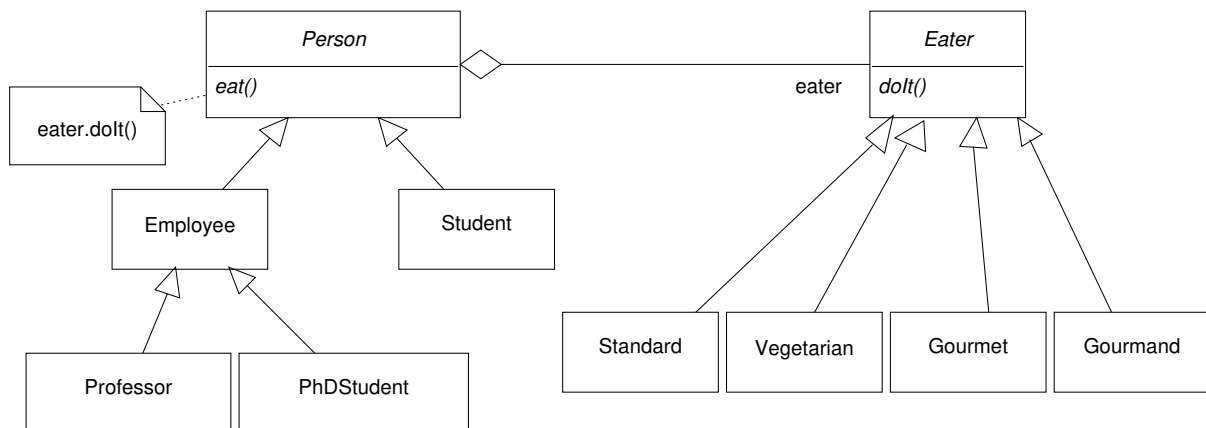 Person
Eater
eat()
eater
doIt()
eater.doIt()
Employee
Student
Standard
Vegetarian
Gourmet
Gourmand
Professor
PhDStudent